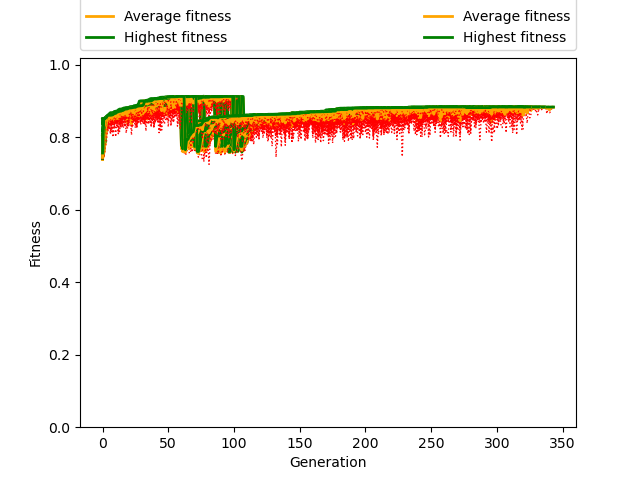 Average fitness Average fitness
Highest fitness Highest fitness
1.0
0.8
0.6
0.4
0.2
0.0
0 50 100 150 200 250 300 350
Fitness
Generation